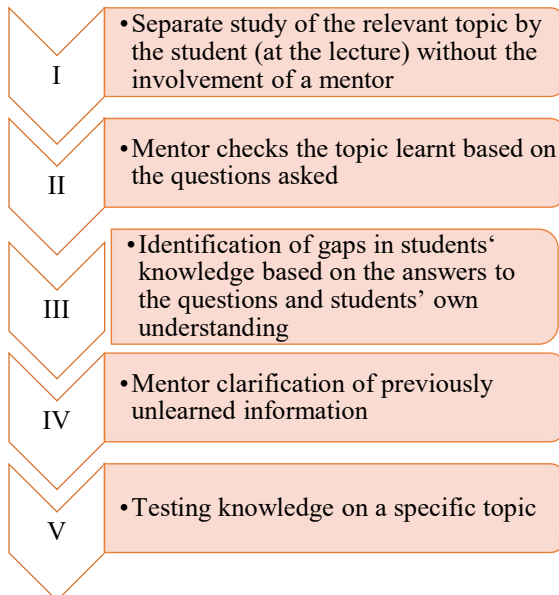 I
•Separate study of the relevant topic by
the student (at the lecture) without the
involvement of a mentor
II
•Mentor checks the topic learnt based on
the questions asked
III
•Identification of gaps in students‘
knowledge based on the answers to
the questions and students’ own
understanding
IV
•Mentor clarification of previously
unlearned information
V
•Testing knowledge on a specific topic